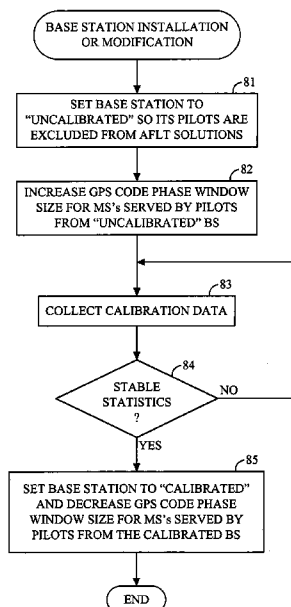 BASE STATION INSTALLATION
OR MODIFICATION
81
SET BASE STATION TO
“UNCALIBRATED” SO ITS PILOTS ARE
EXCLUDED FROM AFLT SOLUTIONS
82
INCREASE GPS CODE PHASE WINDOW
SIZE FOR MS’s SERVED BY PILOTS
FROM “UNCALIBRATED” BS
83
COLLECT CALIBRATION DATA
84
STABLE
STATISTICS
?
NO
YES
85
SET BASE STATION TO “CALIBRATED”
AND DECREASE GPS CODE PHASE
WINDOW SIZE FOR MS’s SERVED BY
PILOTS FROM THE CALIBRATED BS
END